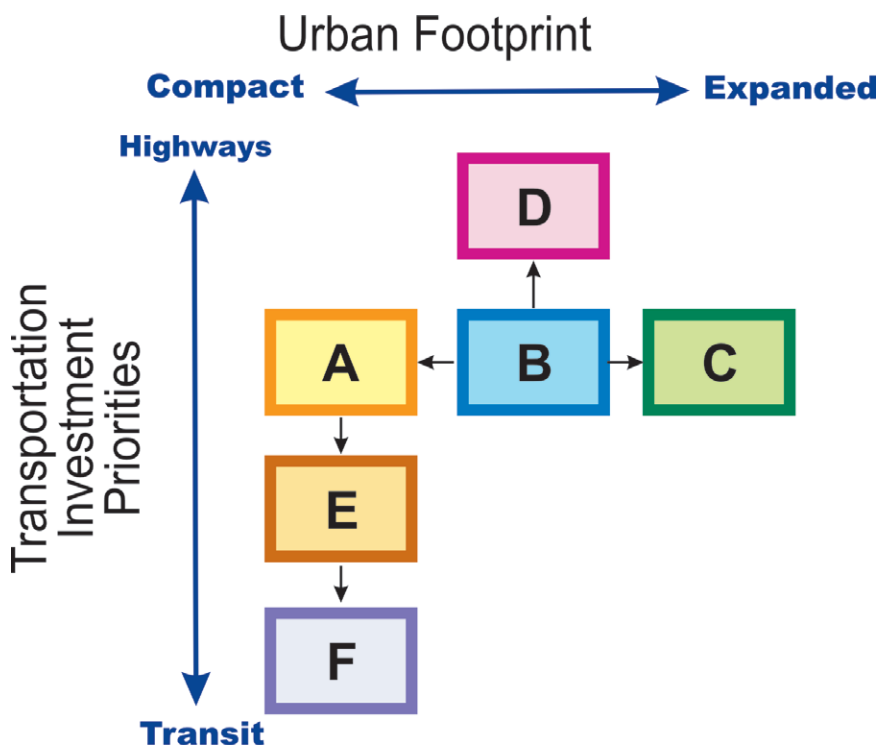 Urban Footprint
Compact
Expanded
Highways
D
Transportation
Investment
Priorities
A
B
C
E
F
Transit